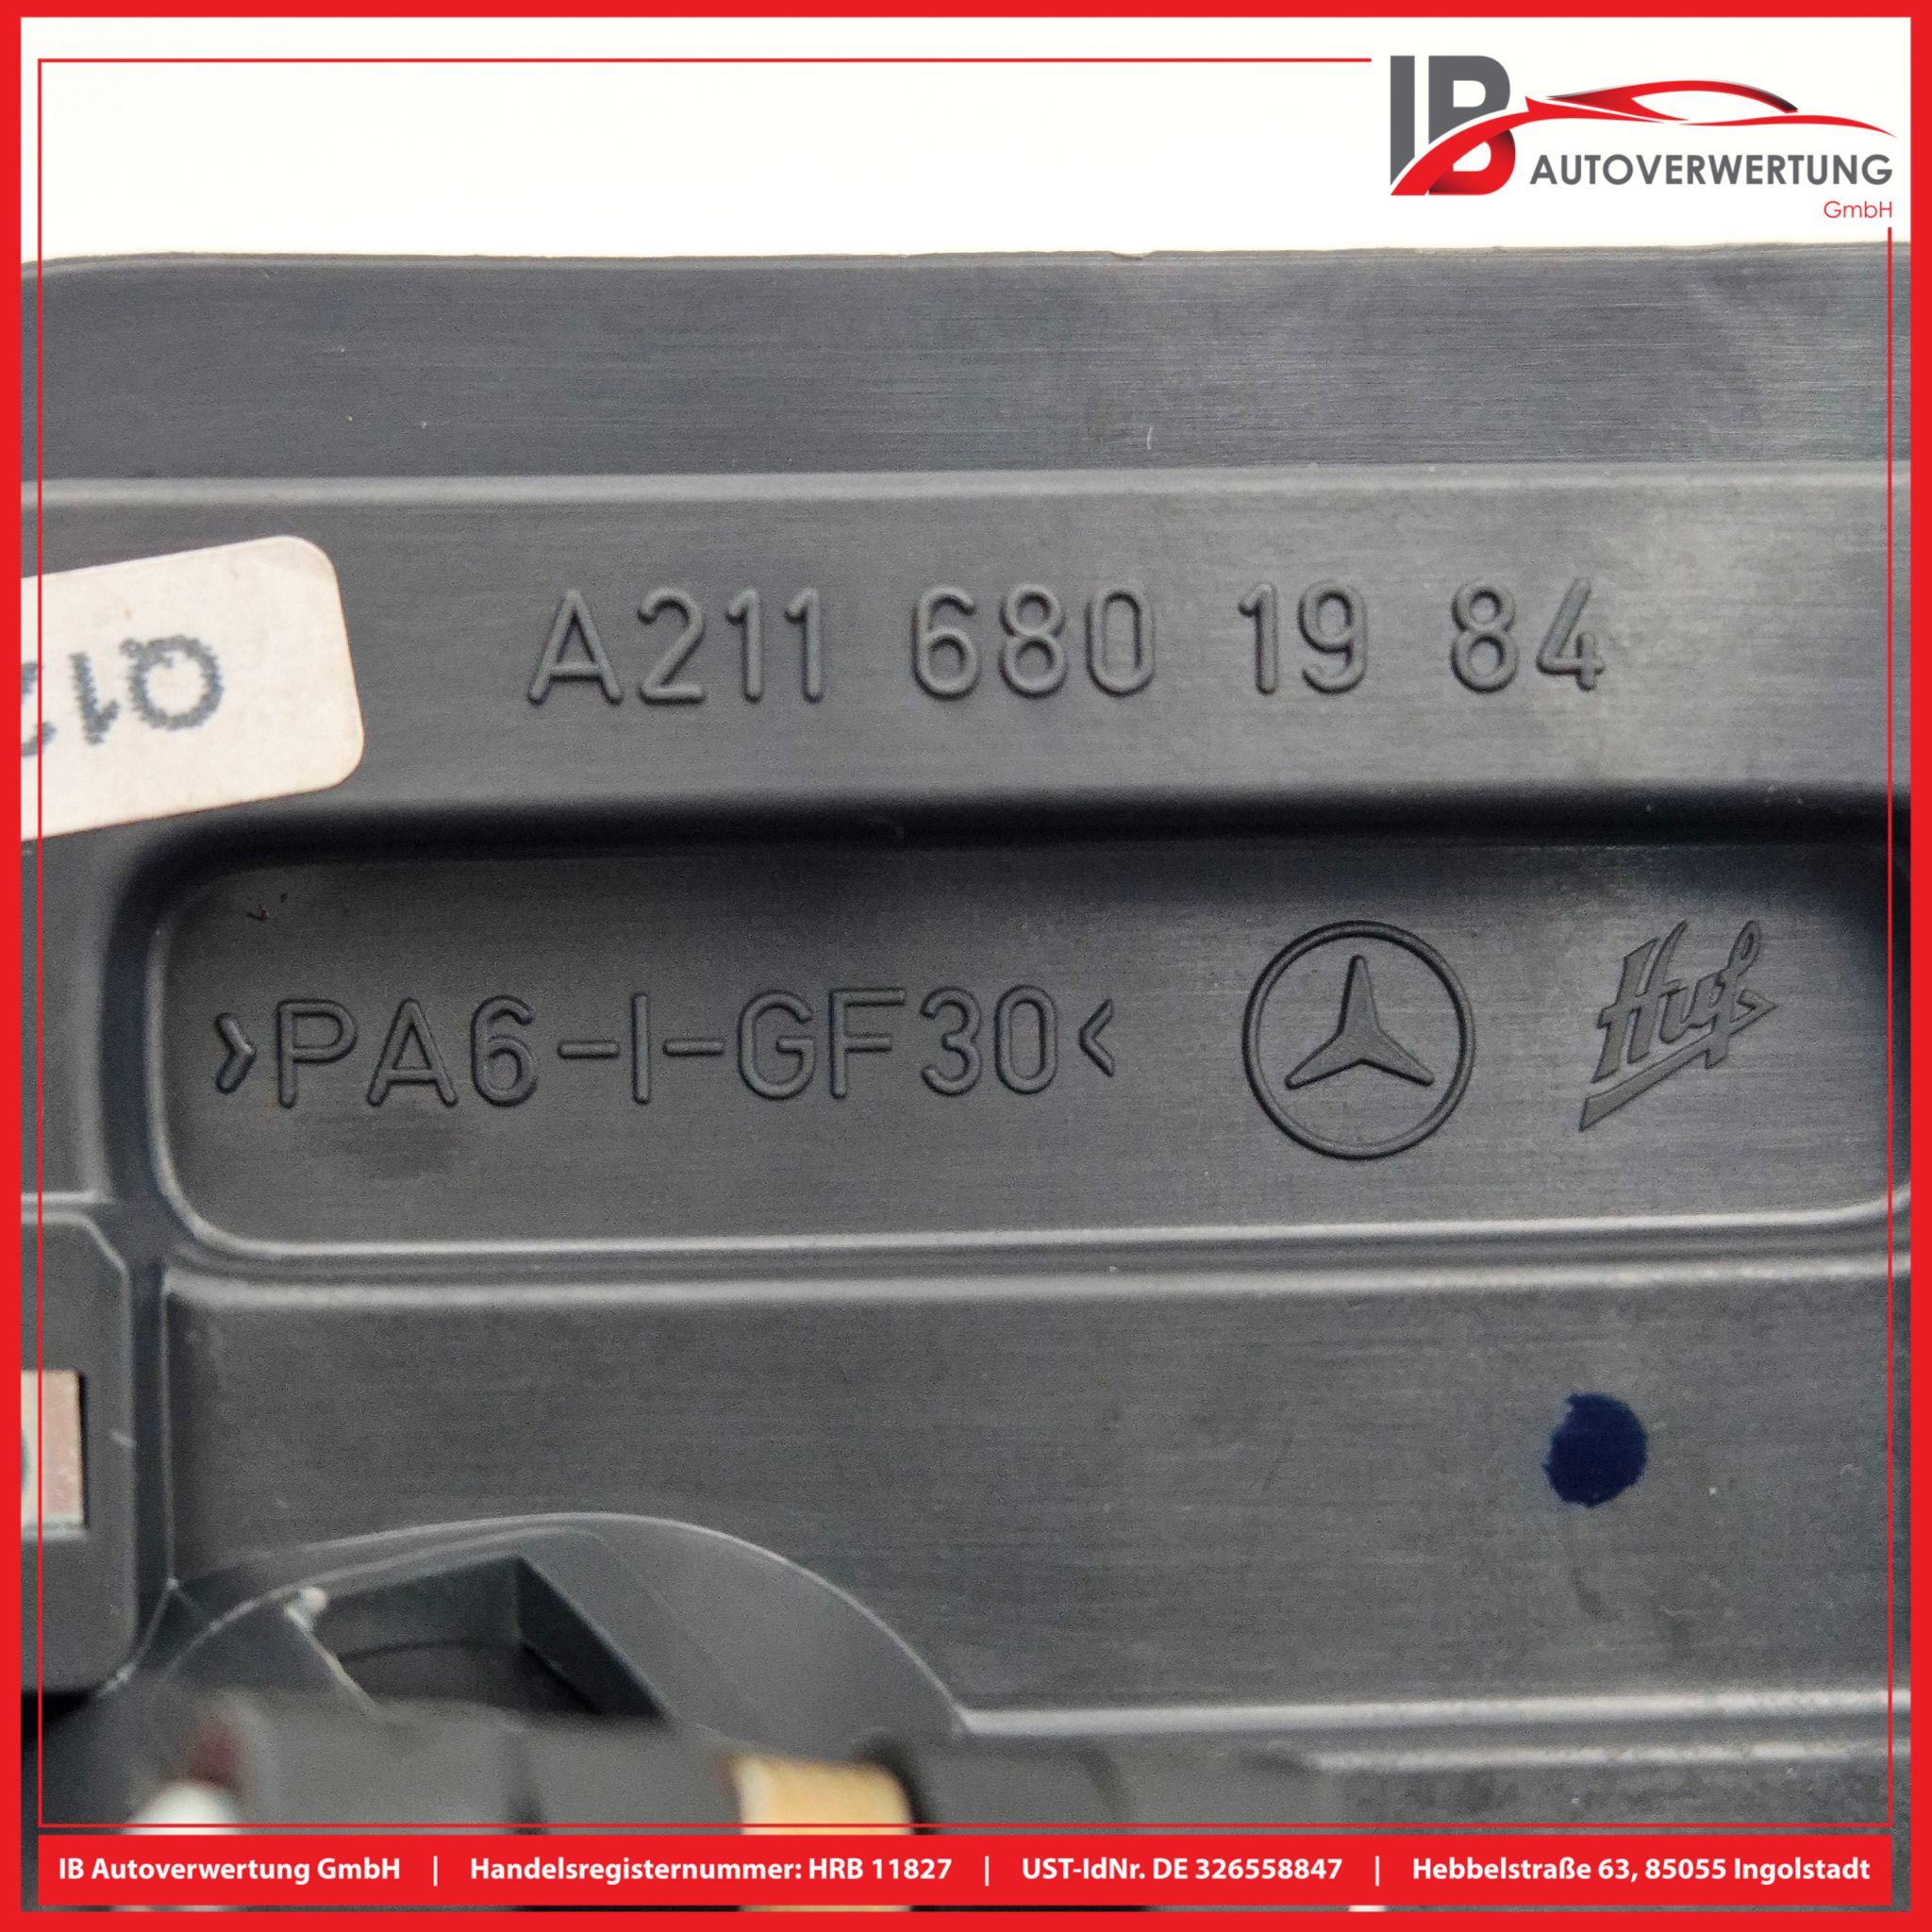 IB
AUTOVERWERTUNG
GmbH
A211 680 19 84
>PA6-I-GF30<
Huf
IB Autoverwertung GmbH | Handelsregisternummer: HRB 11827 | UST-IdNr. DE 326558847 | Hebbelstraße 63, 85055 Ingolstadt